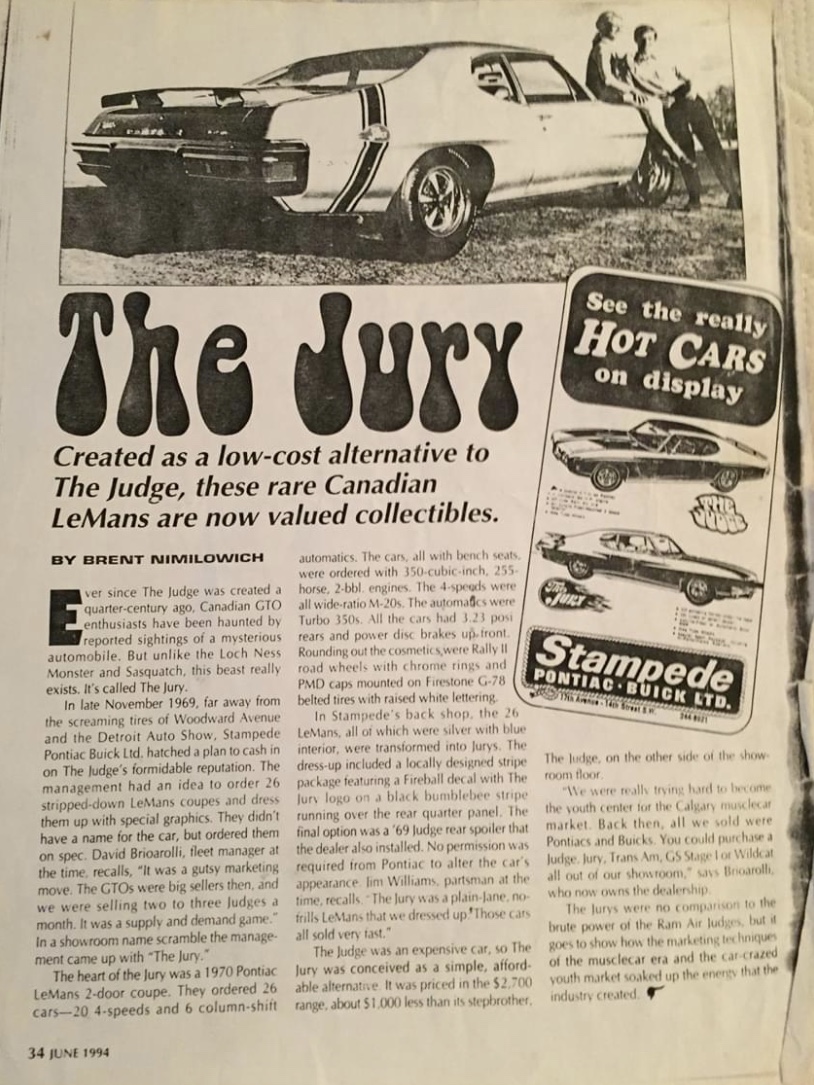 The Jury
Created as a low-cost alternative to
The Judge, these rare Canadian
LeMans are now valued collectibles.
BY BRENT NIMILOWICH
Ever since The Judge was created a
quarter-century ago, Canadian GTO
enthusiasts have been haunted by
reported sightings of a mysterious
automobile. But unlike the Loch Ness
Monster and Sasquatch, this beast really
exists. It's called The Jury.
In late November 1969, far away from
the screaming tires of Woodward Avenue
and the Detroit Auto Show, Stampede
Pontiac Buick Ltd. hatched a plan to cash in
on The Judge's formidable reputation. The
management had an idea to order 26
stripped-down LeMans coupes and dress
them up with special graphics. They didn't
have a name for the car, but ordered them
on spec. David Brioarolli, fleet manager at
the time, recalls, "It was a gutsy marketing
move. The GTOs were big sellers then, and
we were selling two to three Judges a
month. It was a supply and demand game."
In a showroom name scramble the manage-
ment came up with "The Jury."
The heart of the Jury was a 1970 Pontiac
LeMans 2-door coupe. They ordered 26
cars—20 4-speeds and 6 column-shift
automatics. The cars, all with bench seats,
were ordered with 350-cubic-inch, 255-
horse, 2-bbl. engines. The 4-speeds were
all wide-ratio M-20s. The automatics were
Turbo 350s. All the cars had 3.23 posi
rears and power disc brakes up front.
Rounding out the cosmetics were Rally II
road wheels with chrome rings and
PMD caps mounted on Firestone G-78
belted tires with raised white lettering.
In Stampede's back shop, the 26
LeMans, all of which were silver with blue
interior, were transformed into Jurys. The
dress-up included a locally designed stripe
package featuring a Fireball decal with The
Jury logo on a black bumblebee stripe
running over the rear quarter panel. The
final option was a '69 Judge rear spoiler that
the dealer also installed. No permission was
required from Pontiac to alter the car's
appearance. Jim Williams, partsman at the
time, recalls. "The Jury was a plain-Jane, no-
frills LeMans that we dressed up. Those cars
all sold very fast."
The Judge was an expensive car, so The
Jury was conceived as a simple, afford-
able alternative. It was priced in the $2,700
range, about $1,000 less than its stepbrother,
See the really
HOT CARS
on display
THE
JUDGE
The
JURY
Stampede
PONTIAC · BUICK LTD.
17th Avenue - 14th Street S.W.
The Judge, on the other side of the show-
room floor.
"We were really trying hard to become
the youth center for the Calgary musclecar
market. Back then, all we sold were
Pontiacs and Buicks. You could purchase a
Judge, Jury, Trans Am, GS Stage I or Wildcat
all out of our showroom," says Brioarolli,
who now owns the dealership.
The Jurys were no comparison to the
brute power of the Ram Air Judges, but it
goes to show how the marketing techniques
of the musclecar era and the car-crazed
youth market soaked up the energy that the
industry created.
34 JUNE 1994